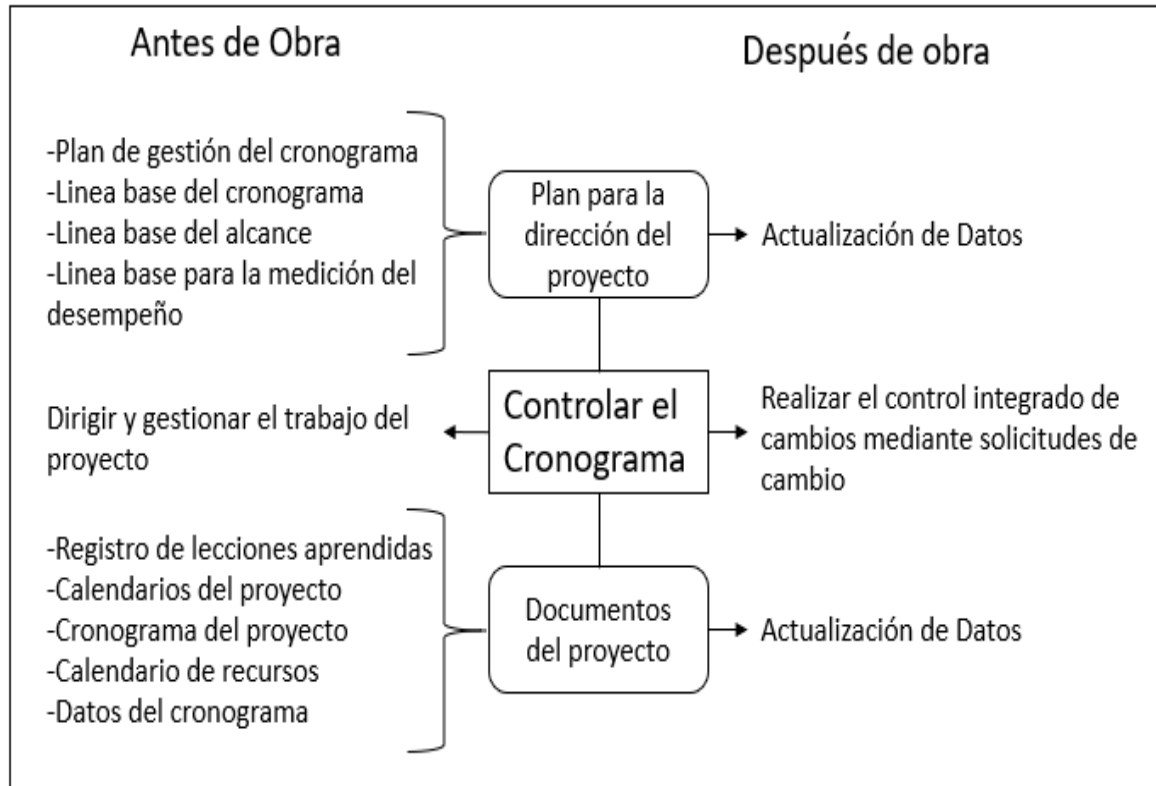 Antes de Obra
Después de obra
-Plan de gestión del cronograma
-Linea base del cronograma
-Linea base del alcance
-Linea base para la medición del
desempeño
Plan para la
dirección del
proyecto
Actualización de Datos
Dirigir y gestionar el trabajo del
proyecto
Controlar el
Cronograma
Realizar el control integrado de
cambios mediante solicitudes de
cambio
-Registro de lecciones aprendidas
-Calendarios del proyecto
-Cronograma del proyecto
-Calendario de recursos
-Datos del cronograma
Documentos
del proyecto
Actualización de Datos